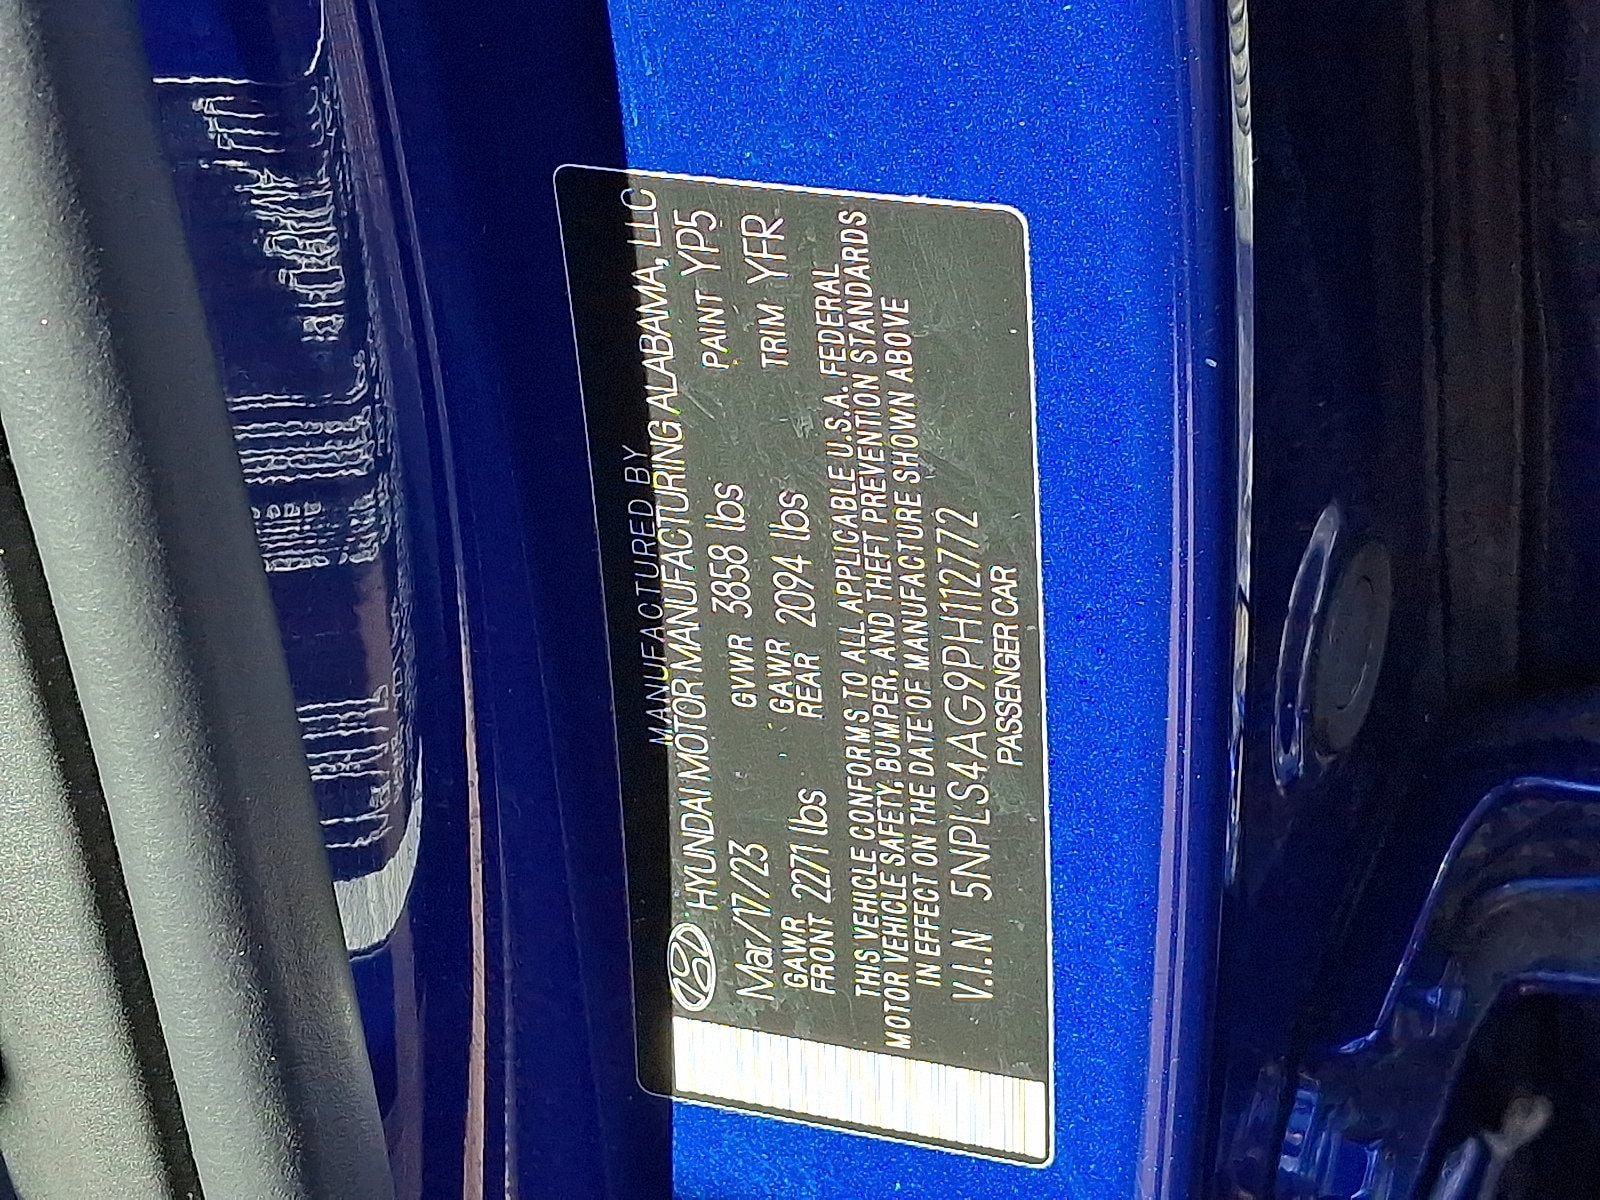 MANUFACTURED BY
HYUNDAI MOTOR MANUFACTURING ALABAMA, LLC
Mar/17/23 GVWR 3858 lbs PAINT YP5
GAWR FRONT 2271 lbs GAWR REAR 2094 lbs TRIM YFR
THIS VEHICLE CONFORMS TO ALL APPLICABLE U.S.A. FEDERAL
MOTOR VEHICLE SAFETY, BUMPER, AND THEFT PREVENTION STANDARDS
IN EFFECT ON THE DATE OF MANUFACTURE SHOWN ABOVE
V.I.N 5NPLS4AG9PH112772
PASSENGER CAR